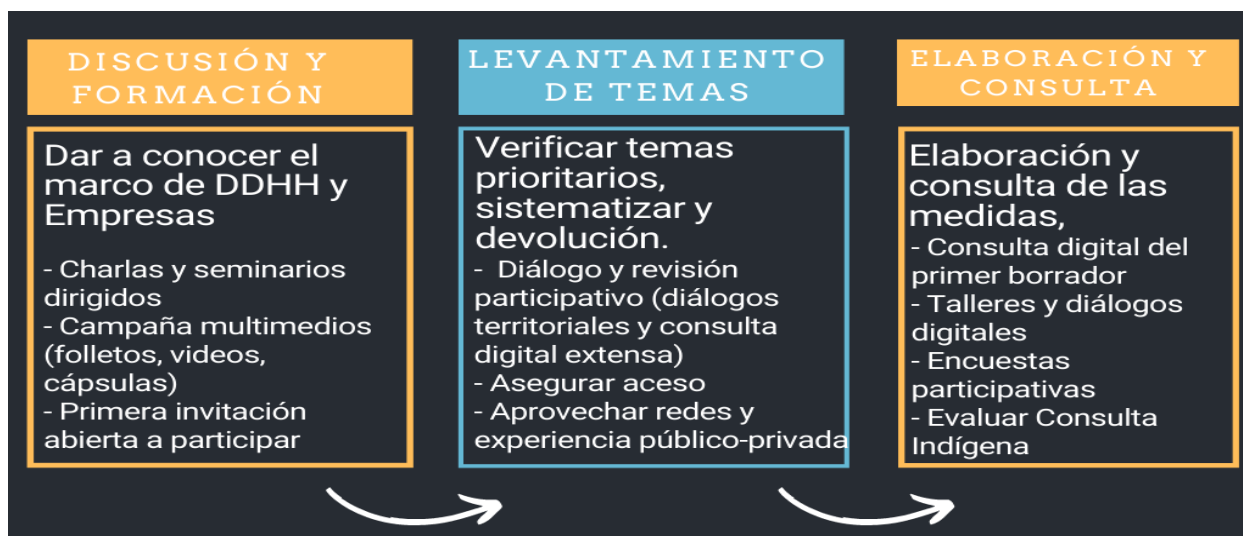 DISCUSIÓN Y
FORMACIÓN
Dar a conocer el
marco de DDHH y
Empresas
- Charlas y seminarios
dirigidos
- Campaña multimedios
(folletos, videos,
cápsulas)
- Primera invitación
abierta a participar
LEVANTAMIENTO
DE TEMAS
Verificar temas
prioritarios,
sistematizar y
devolución.
- Diálogo y revisión
participativo (diálogos
territoriales y consulta
digital extensa)
- Asegurar aceso
- Aprovechar redes y
experiencia público-privada
ELABORACIÓN Y
CONSULTA
Elaboración y
consulta de las
medidas,
- Consulta digital del
primer borrador
- Talleres y diálogos
digitales
- Encuestas
participativas
- Evaluar Consulta
Indígena